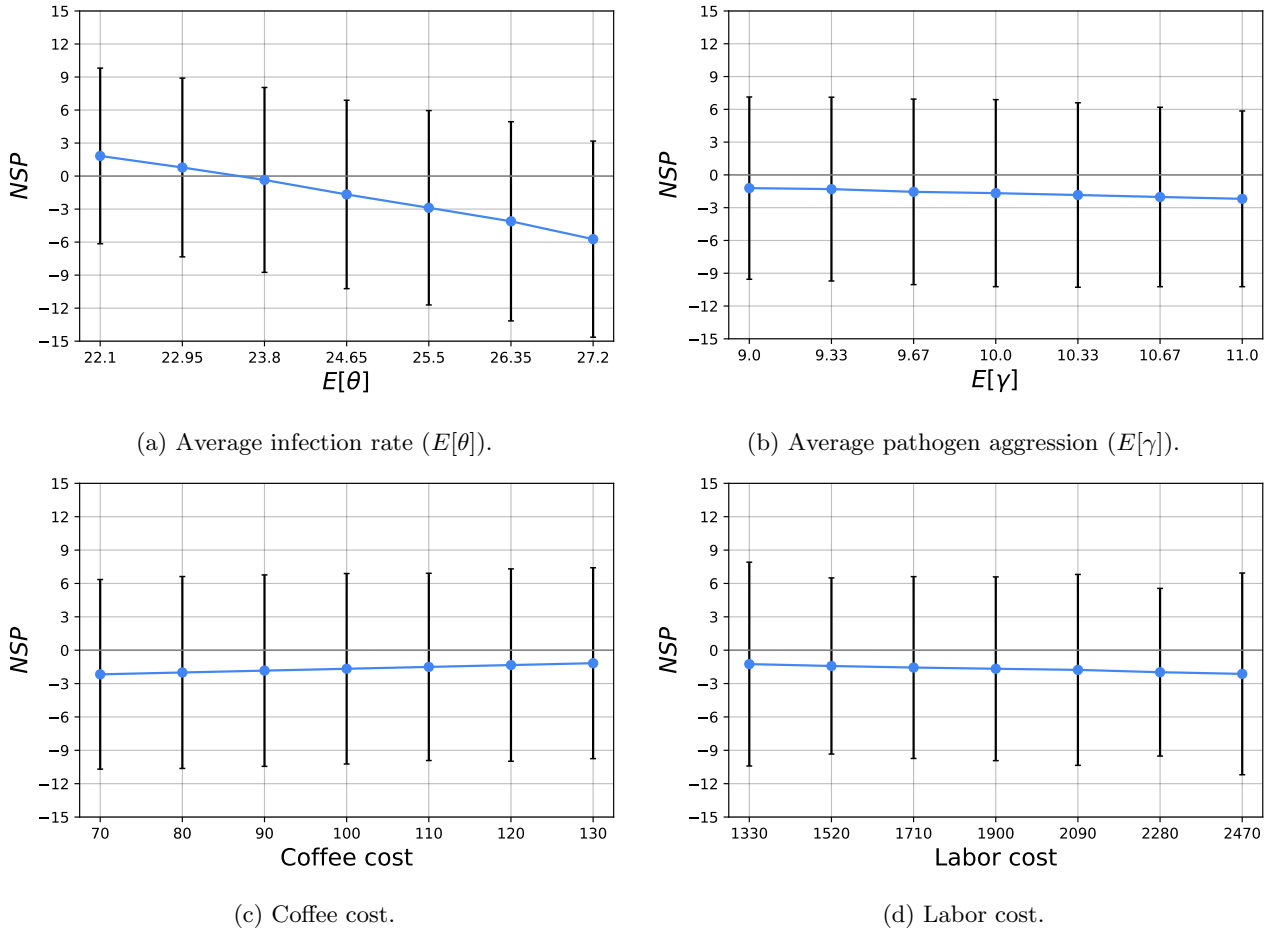 15
12
9
6
3
0
−3
−6
−9
−12
−15
NSP
22.1 22.95 23.8 24.65 25.5 26.35 27.2
E[θ]
(a) Average infection rate (E[θ]).
15
12
9
6
3
0
−3
−6
−9
−12
−15
NSP
9.0 9.33 9.67 10.0 10.33 10.67 11.0
E[γ]
(b) Average pathogen aggression (E[γ]).
15
12
9
6
3
0
−3
−6
−9
−12
−15
NSP
70 80 90 100 110 120 130
Coffee cost
(c) Coffee cost.
15
12
9
6
3
0
−3
−6
−9
−12
−15
NSP
1330 1520 1710 1900 2090 2280 2470
Labor cost
(d) Labor cost.